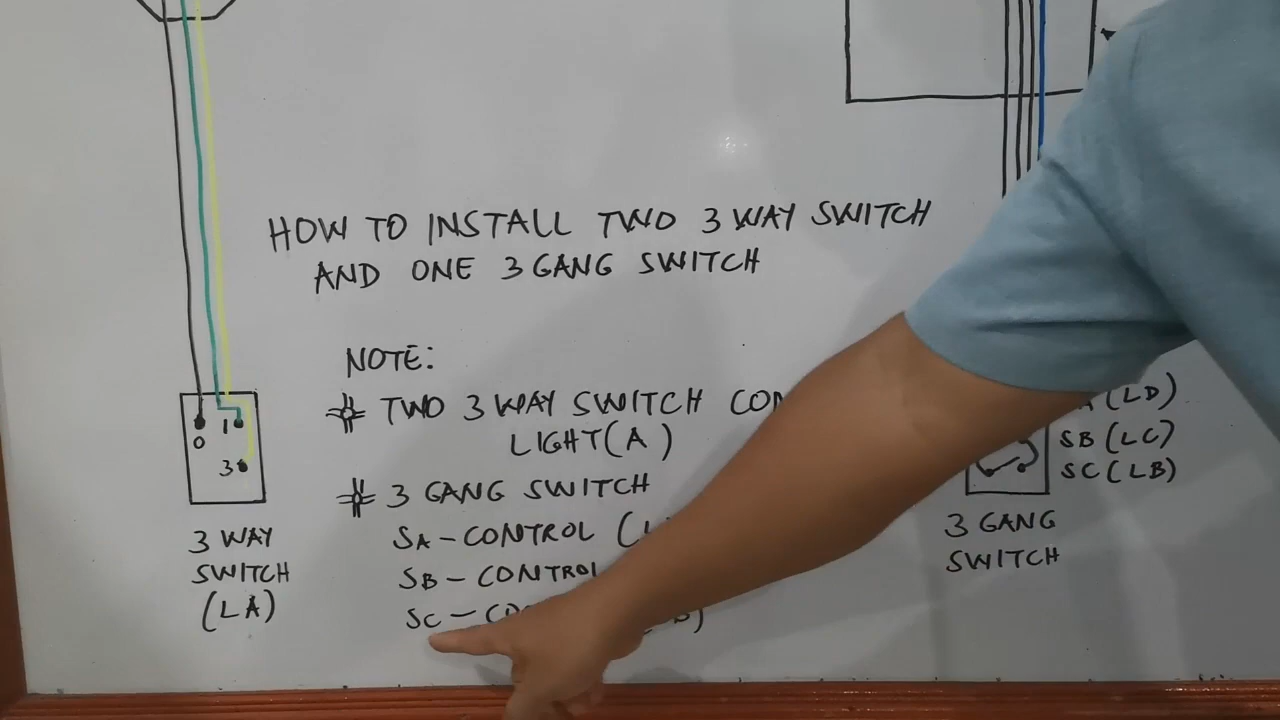 HOW TO INSTALL TWO 3 WAY SWITCH
AND ONE 3 GANG SWITCH
NOTE:
# TWO 3 WAY SWITCH
LIGHT (A)
# 3 GANG SWITCH
SA - CONTROL
SB - CONTROL
SC -
0
1
3
3 WAY
SWITCH
(LA)
(LD)
SB (LC)
SC (LB)
3 GANG
SWITCH